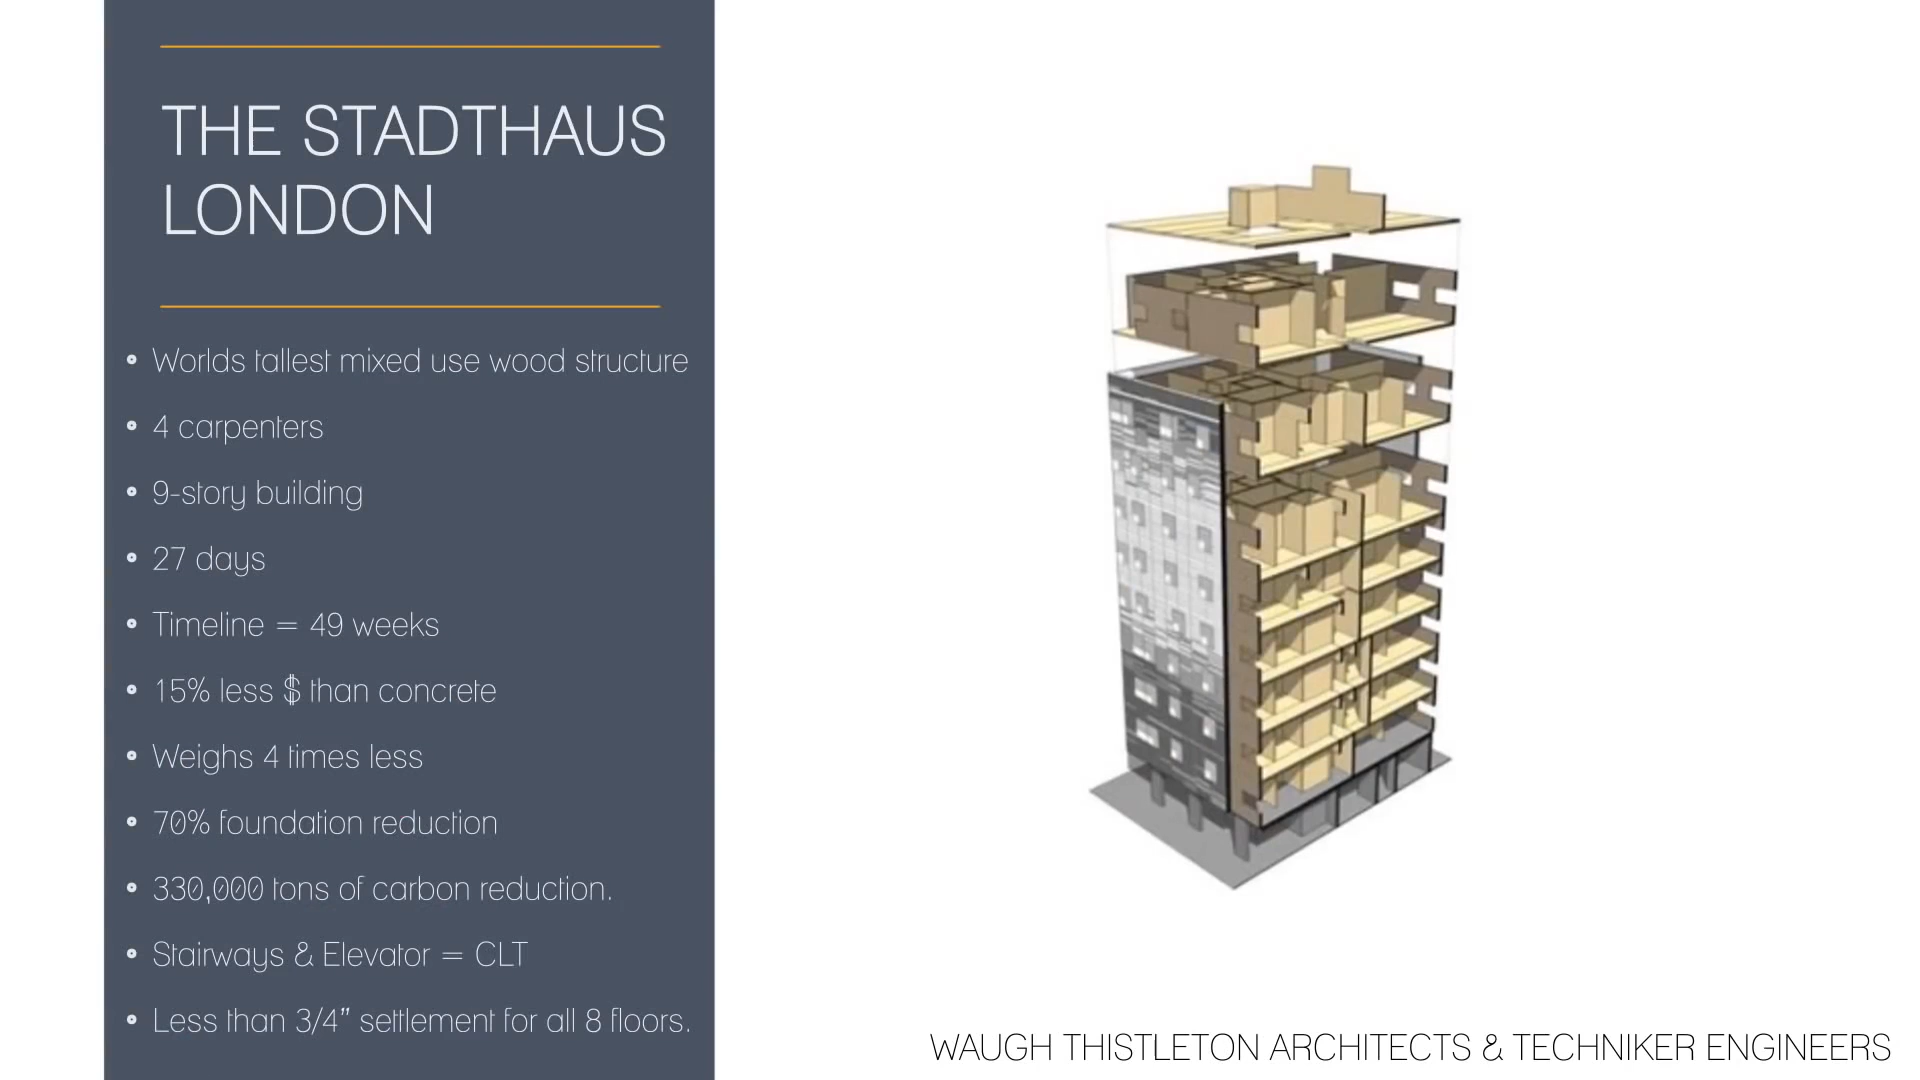 THE STADTHAUS
LONDON
• Worlds tallest mixed use wood structure
• 4 carpenters
• 9-story building
• 27 days
• Timeline = 49 weeks
• 15% less $ than concrete
• Weighs 4 times less
• 70% foundation reduction
• 330,000 tons of carbon reduction.
• Stairways & Elevator = CLT
• Less than 3/4” settlement for all 8 floors.
WAUGH THISTLETON ARCHITECTS & TECHNIKER ENGINEERS